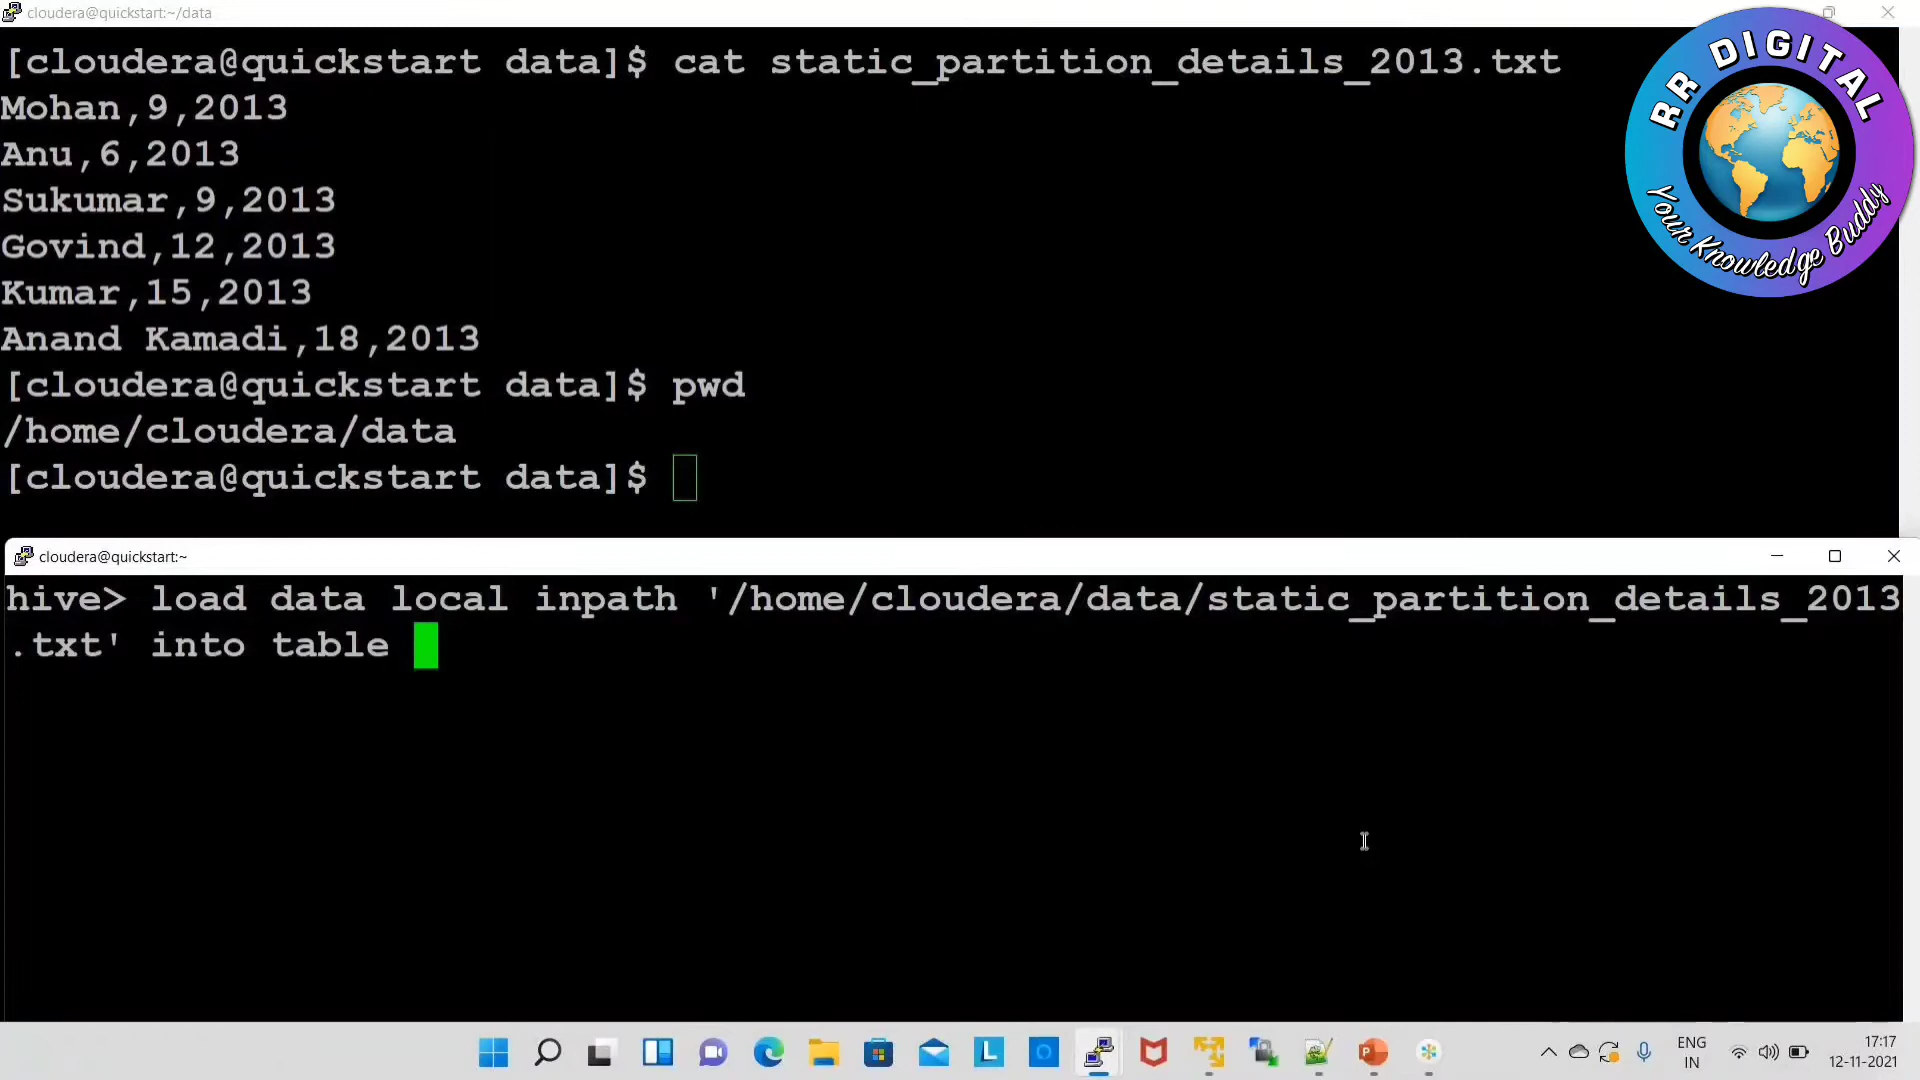 cloudera@quickstart:~/data
[cloudera@quickstart data]$ cat static_partition_details_2013.txt
Mohan,9,2013
Anu,6,2013
Sukumar,9,2013
Govind,12,2013
Kumar,15,2013
Anand Kamadi,18,2013
[cloudera@quickstart data]$ pwd
/home/cloudera/data
[cloudera@quickstart data]$
RR DIGITAL
Your Knowledge Buddy
cloudera@quickstart:~
hive> load data local inpath '/home/cloudera/data/static_partition_details_2013
.txt' into table
ENG
IN
17:17
12-11-2021